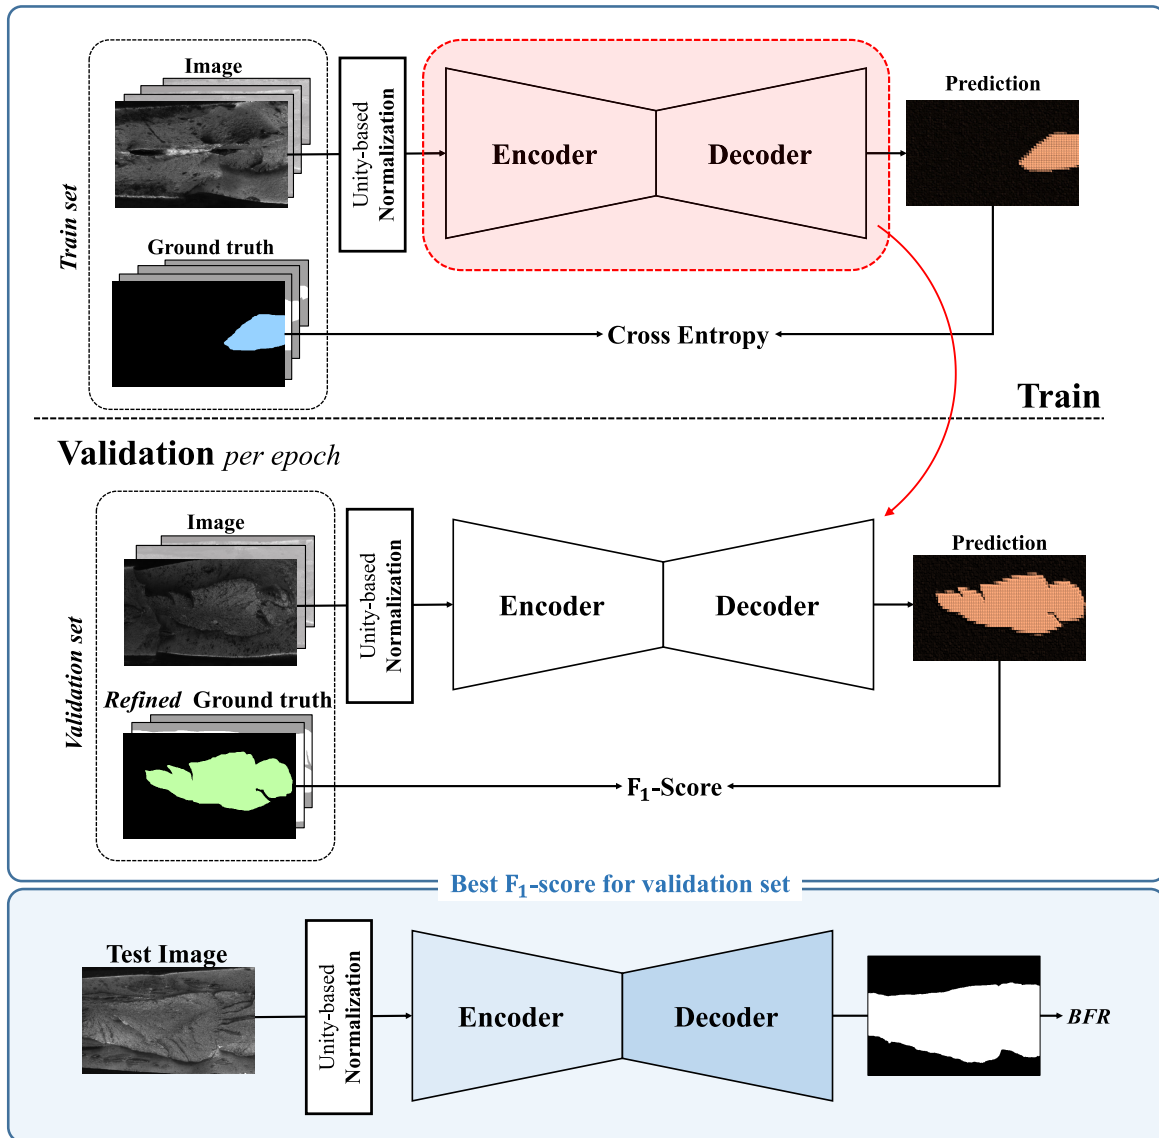 Image
Train set
Unity-based
Normalization
Encoder
Decoder
Prediction
Ground truth
Cross Entropy
Train
Validation per epoch
Image
Validation set
Unity-based
Normalization
Encoder
Decoder
Prediction
Refined Ground truth
F₁-Score
Best F₁-score for validation set
Test Image
Unity-based
Normalization
Encoder
Decoder
BFR